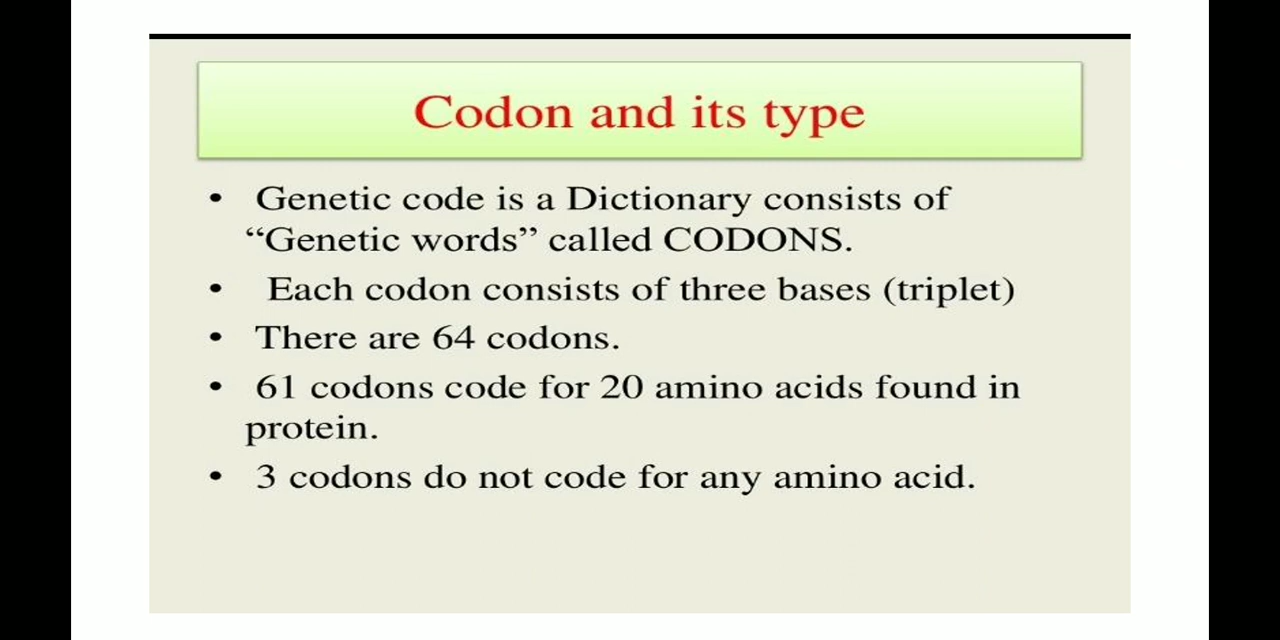 Codon and its type
• Genetic code is a Dictionary consists of
“Genetic words” called CODONS.
• Each codon consists of three bases (triplet)
• There are 64 codons.
• 61 codons code for 20 amino acids found in
protein.
• 3 codons do not code for any amino acid.